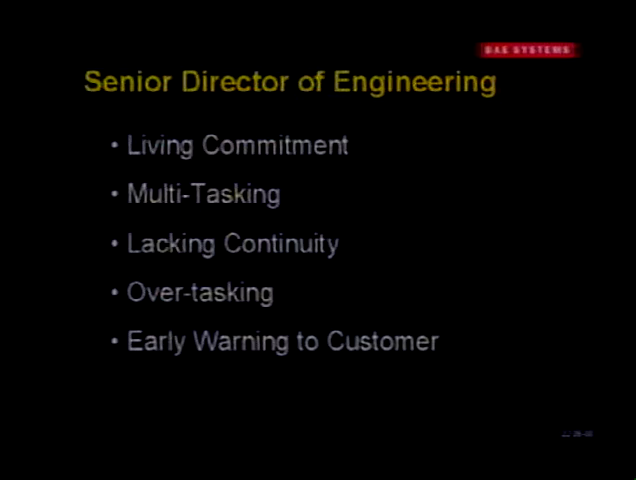 BAE SYSTEMS
Senior Director of Engineering
• Living Commitment
• Multi-Tasking
• Lacking Continuity
• Over-tasking
• Early Warning to Customer